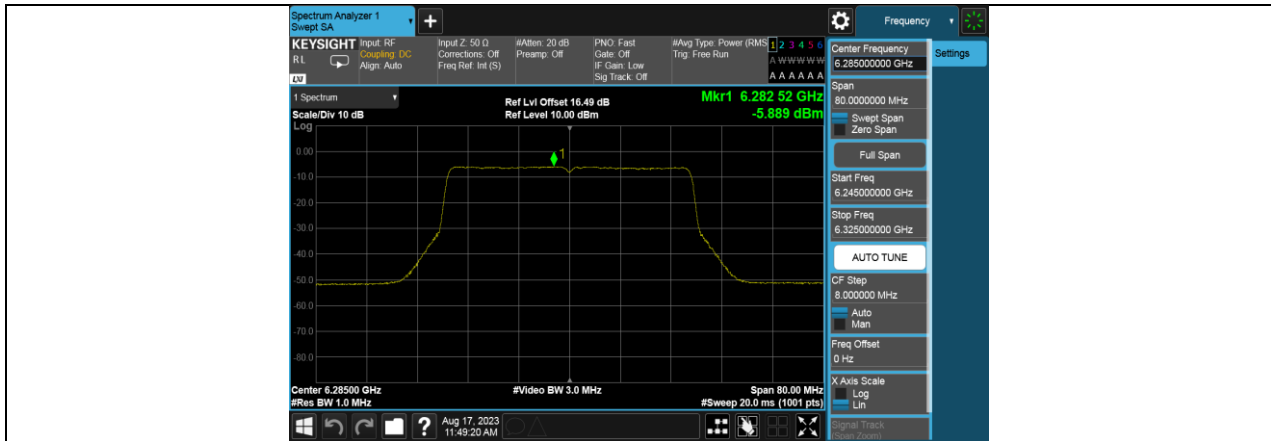 Spectrum Analyzer 1
Swept SA
Frequency
KEYSIGHT
R L
LXI
Input: RF
Coupling: DC
Align: Auto
Input Z: 50 Ω
Corrections: Off
Freq Ref: Int (S)
#Atten: 20 dB
Preamp: Off
PNO: Fast
Gate: Off
IF Gain: Low
Sig Track: Off
#Avg Type: Power (RMS
Trig: Free Run
1 2 3 4 5 6
A W W W W W
A A A A A A
1 Spectrum
Scale/Div 10 dB
Ref Lvl Offset 16.49 dB
Ref Level 10.00 dBm
Mkr1 6.282 52 GHz
-5.889 dBm
Log
1
0.00
-10.0
-20.0
-30.0
-40.0
-50.0
-60.0
-70.0
-80.0
Center 6.28500 GHz
#Res BW 1.0 MHz
#Video BW 3.0 MHz
Span 80.00 MHz
#Sweep 20.0 ms (1001 pts)
Aug 17, 2023
11:49:20 AM
Center Frequency
6.285000000 GHz
Settings
Span
80.0000000 MHz
Swept Span
Zero Span
Full Span
Start Freq
6.245000000 GHz
Stop Freq
6.325000000 GHz
AUTO TUNE
CF Step
8.000000 MHz
Auto
Man
Freq Offset
0 Hz
X Axis Scale
Log
Lin
Signal Track
(Span Zoom)